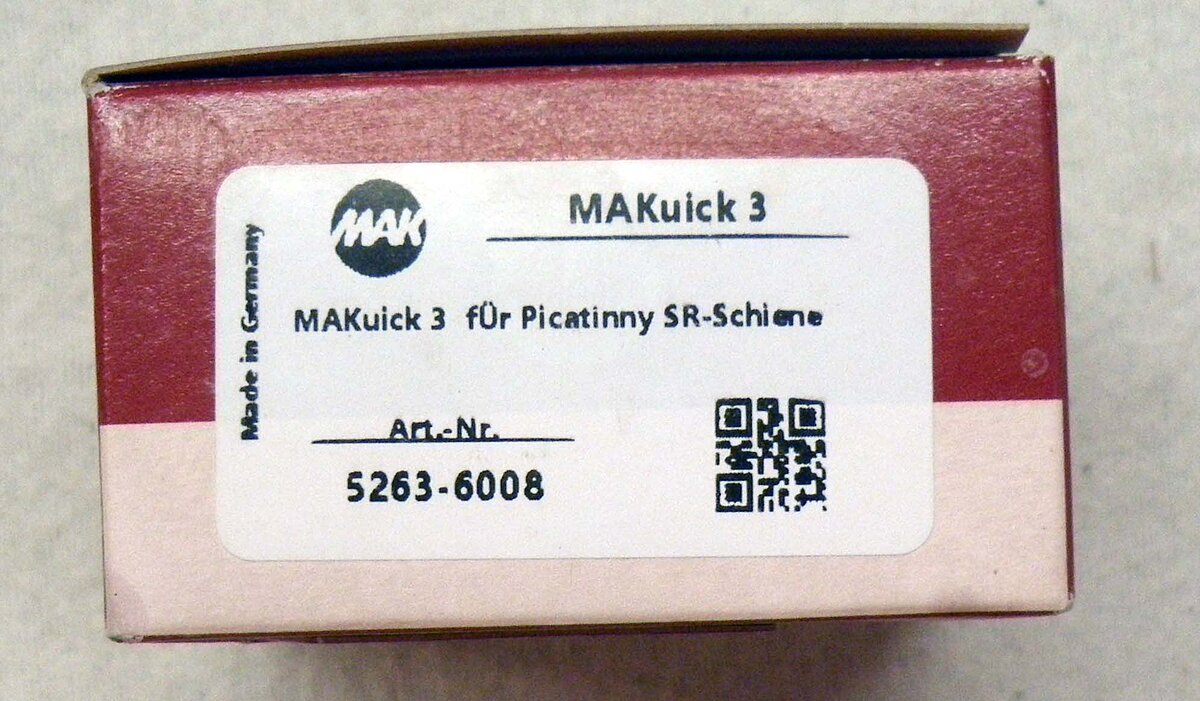 MAK
MAKuick 3
Made in Germany
MAKuick 3 fÜr Picatinny SR-Schiene
Art.-Nr.
5263-6008